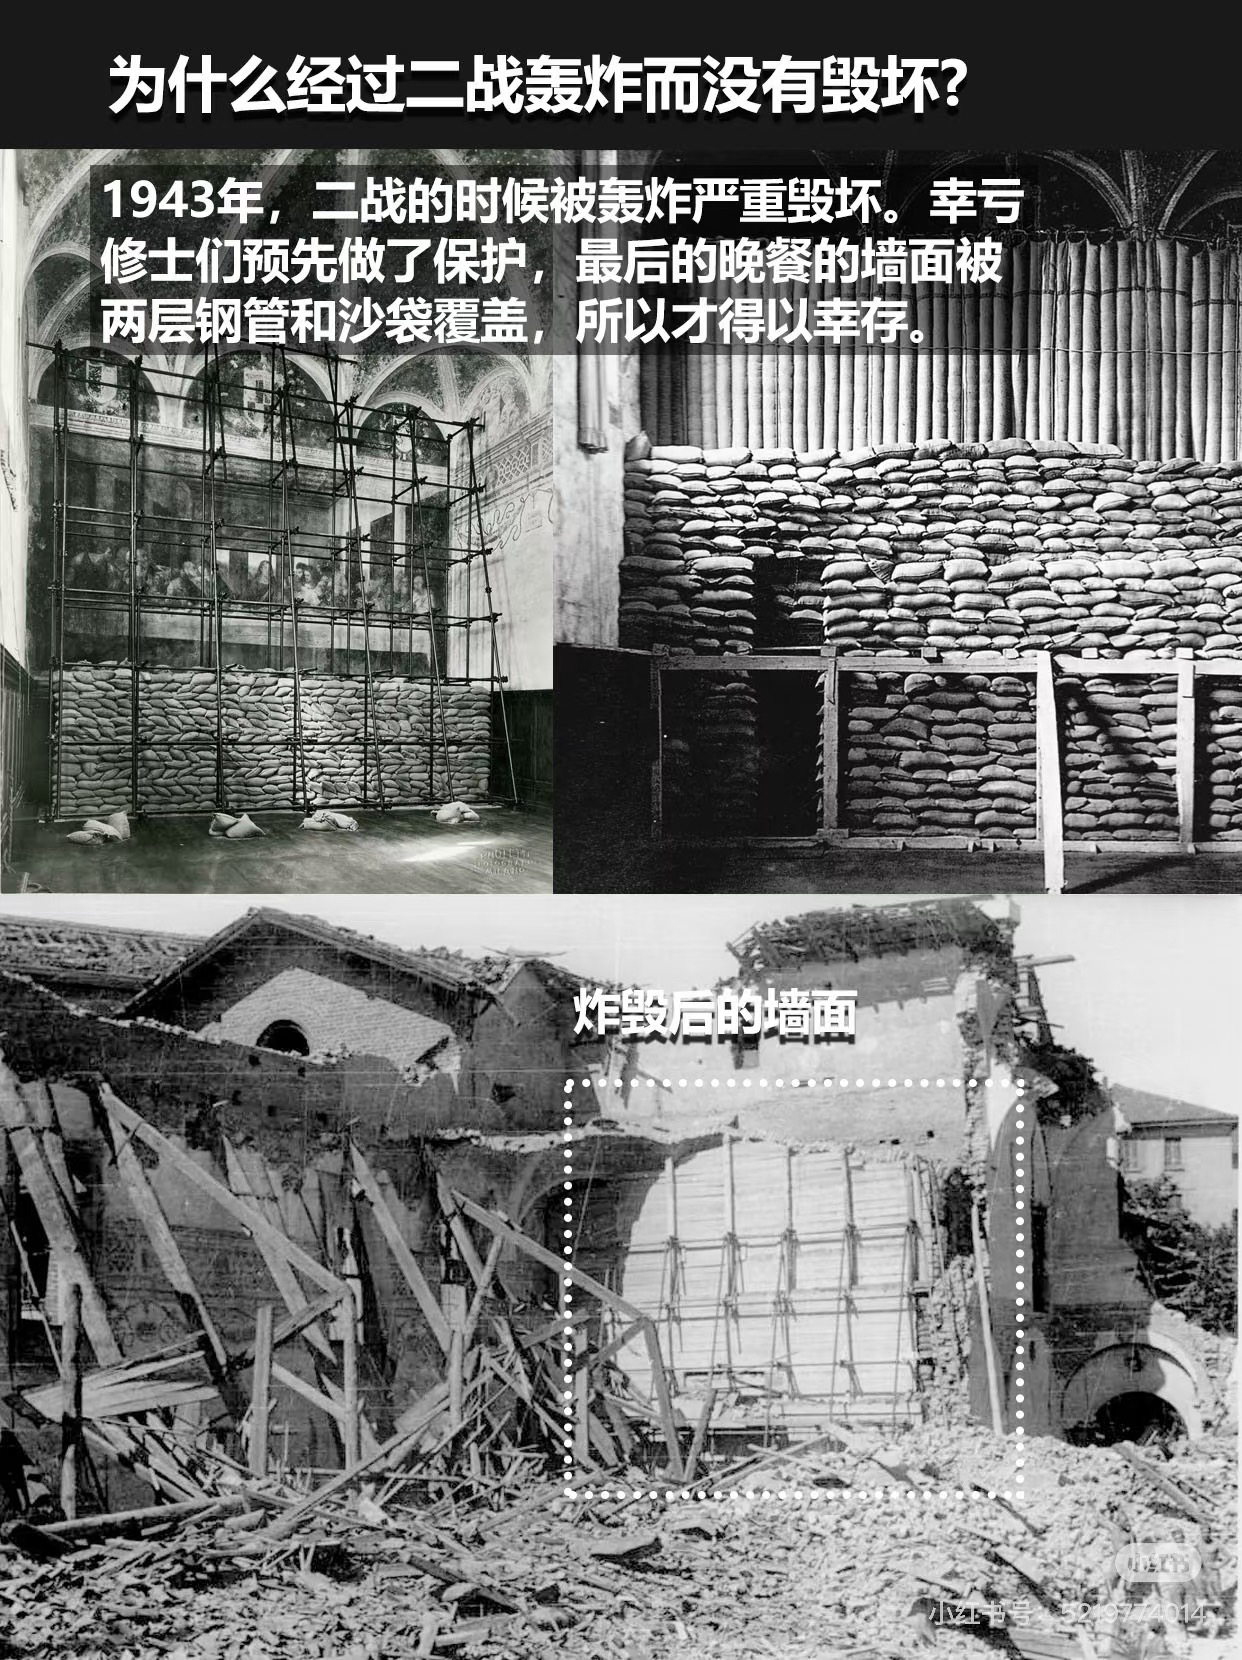 为什么经过二战轰炸而没有毁坏?
1943年，二战的时候被轰炸严重毁坏。幸亏
修士们预先做了保护，最后的晚餐的墙面被
两层钢管和沙袋覆盖，所以才得以幸存。
炸毁后的墙面
小红书
小红书号：5219774014